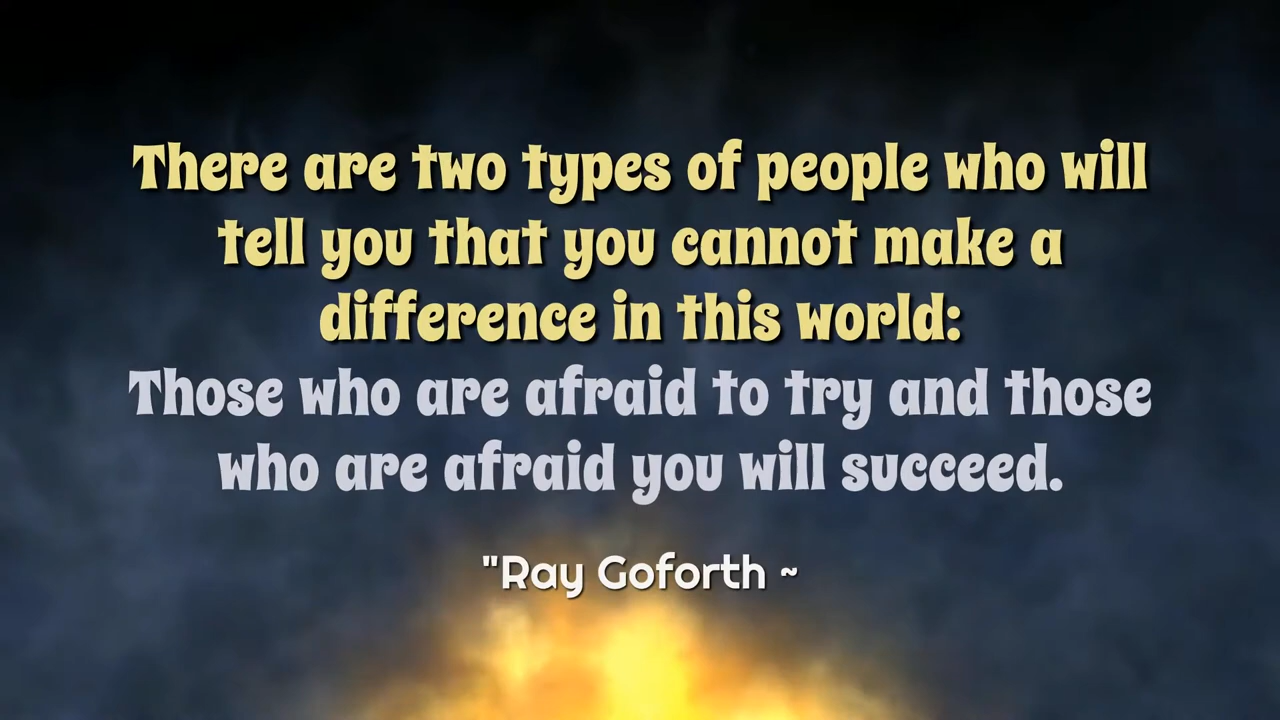 There are two types of people who will
tell you that you cannot make a
difference in this world:
Those who are afraid to try and those
who are afraid you will succeed.
"Ray Goforth ~